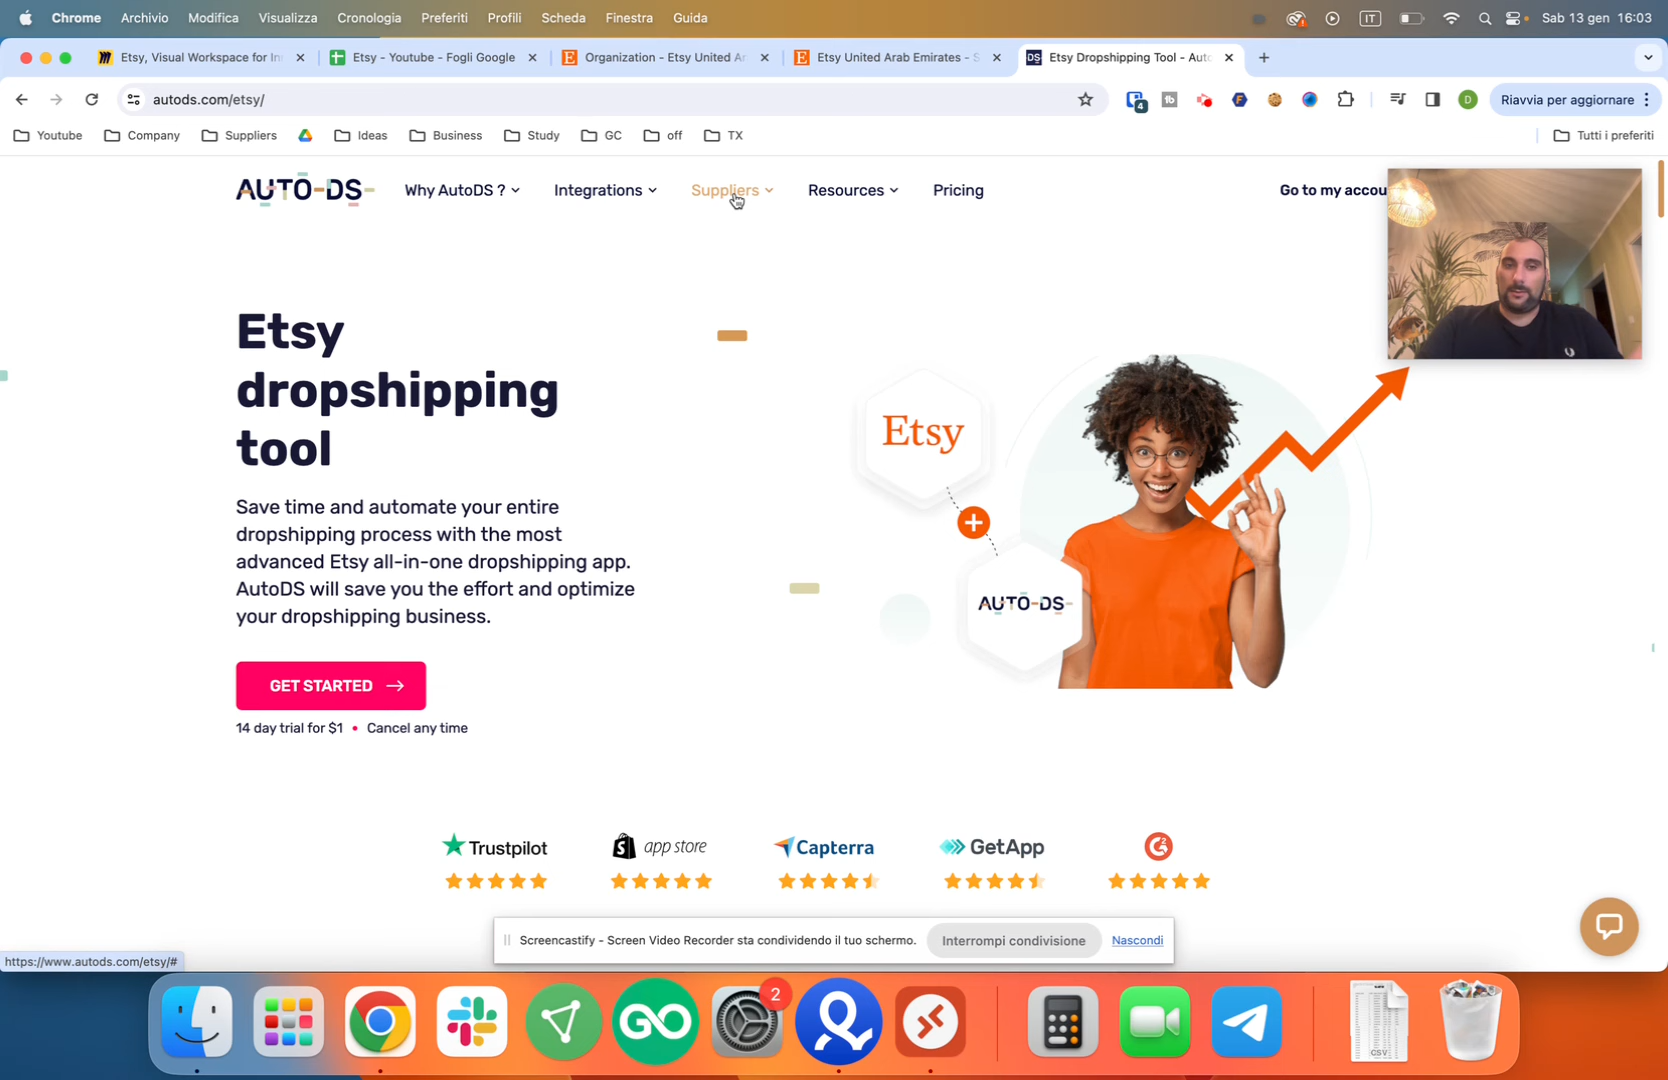 Chrome Archivio Modifica Visualizza Cronologia Preferiti Profili Scheda Finestra Guida
IT Sab 13 gen 16:03
Etsy, Visual Workspace for In
Etsy - Youtube - Fogli Google
Organization - Etsy United Ar
Etsy United Arab Emirates - S
DS Etsy Dropshipping Tool - Auto
autods.com/etsy/
4 fb F D Riavvia per aggiornare
Youtube Company Suppliers Ideas Business Study GC off TX Tutti i preferiti
AUTO-DS Why AutoDS ? Integrations Suppliers Resources Pricing Go to my accou
Etsy
dropshipping
tool
Save time and automate your entire
dropshipping process with the most
advanced Etsy all-in-one dropshipping app.
AutoDS will save you the effort and optimize
your dropshipping business.
GET STARTED
14 day trial for $1 • Cancel any time
Etsy
AUTO-DS
Trustpilot app store Capterra GetApp G2
Screencastify - Screen Video Recorder sta condividendo il tuo schermo. Interrompi condivisione Nascondi
https://www.autods.com/etsy/#
2
CSV